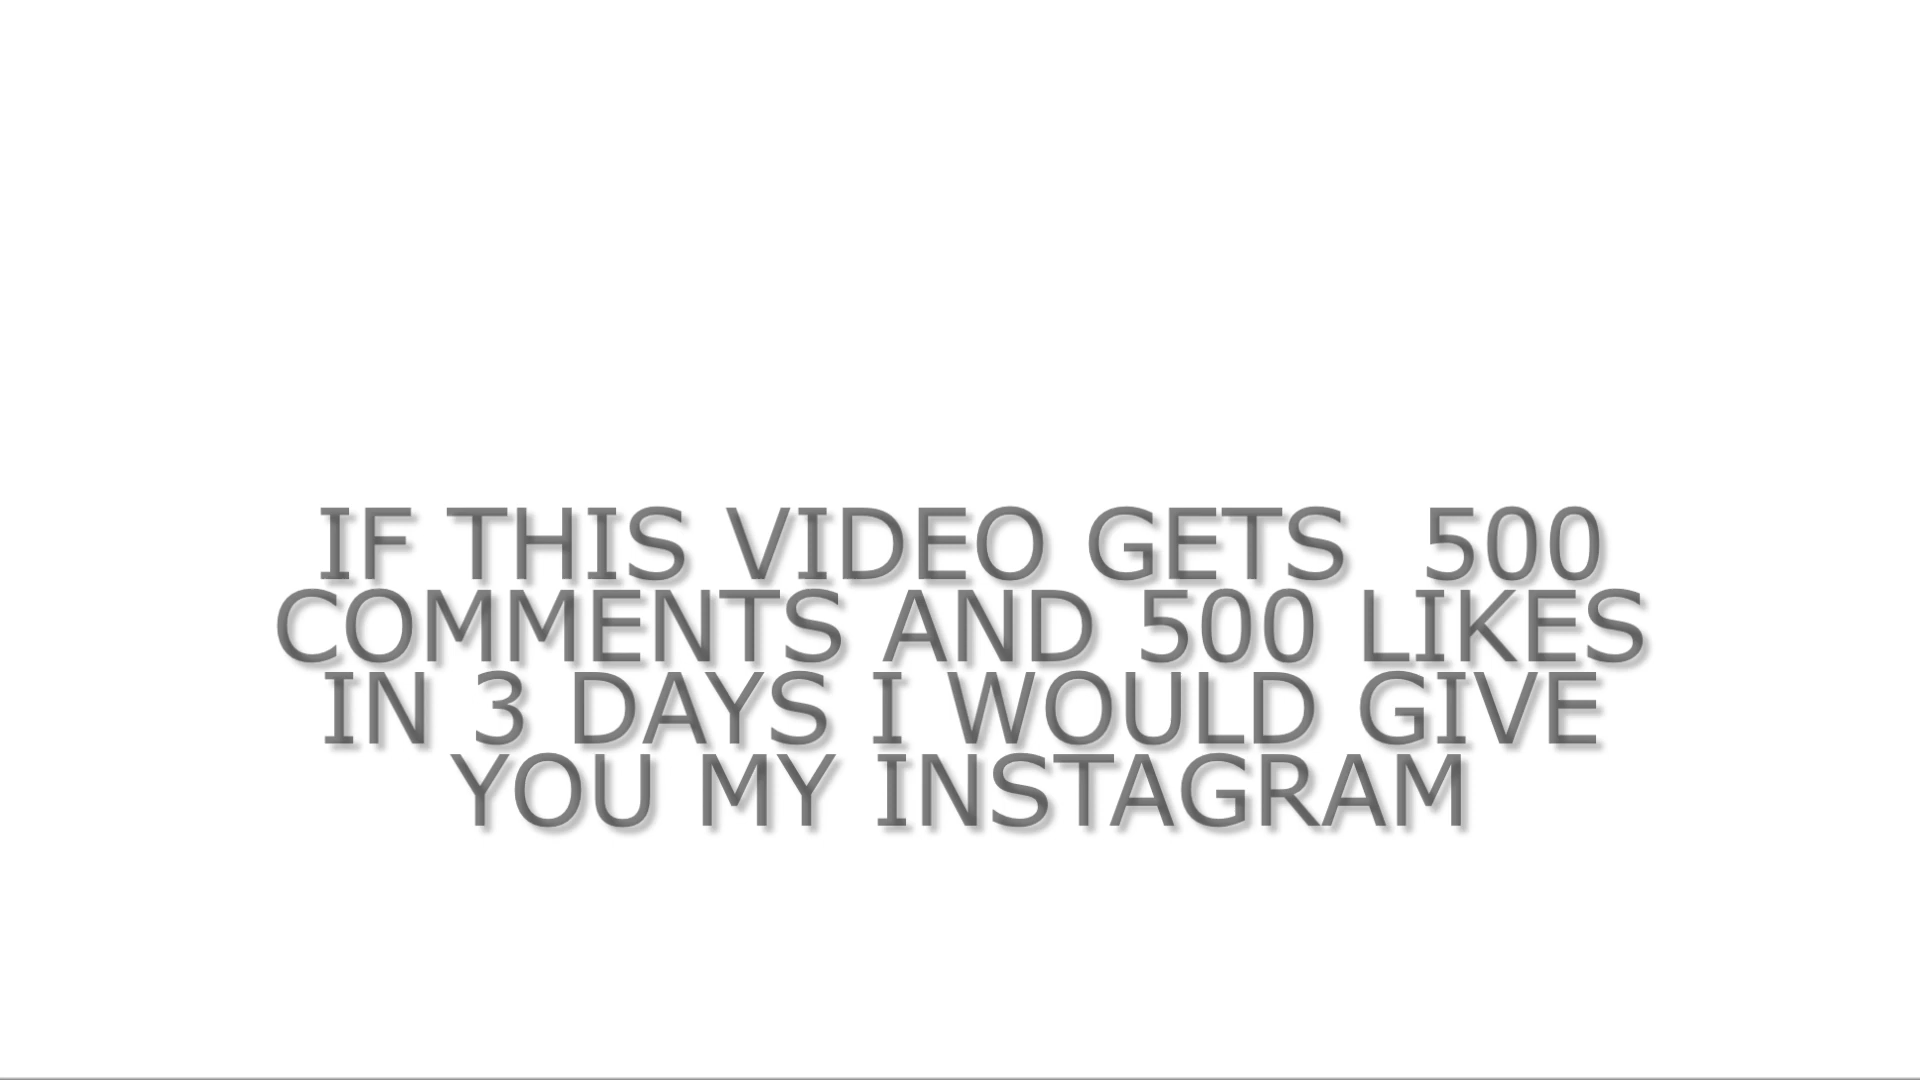 IF THIS VIDEO GETS  500
COMMENTS AND 500 LIKES
IN 3 DAYS I WOULD GIVE
YOU MY INSTAGRAM